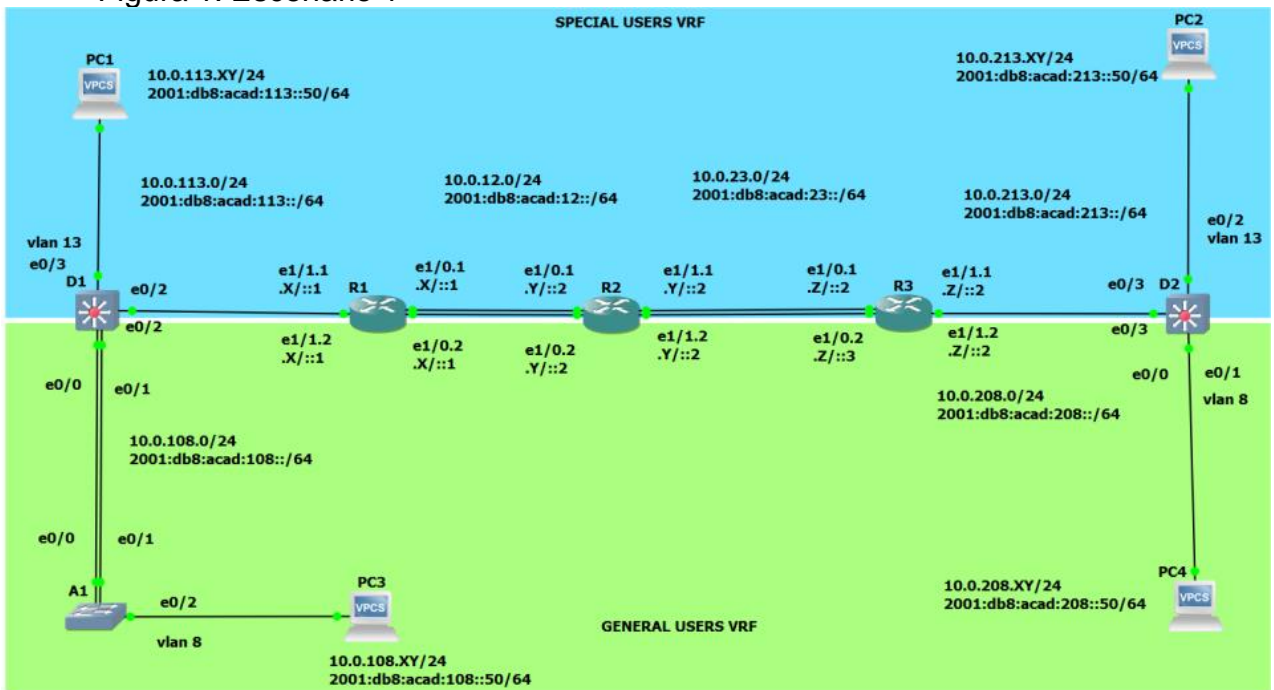 Figura 1. Escenario 1
SPECIAL USERS VRF
PC1
VPCS
10.0.113.XY/24
2001:db8:acad:113::50/64
PC2
VPCS
10.0.213.XY/24
2001:db8:acad:213::50/64
10.0.113.0/24
2001:db8:acad:113::/64
10.0.12.0/24
2001:db8:acad:12::/64
10.0.23.0/24
2001:db8:acad:23::/64
10.0.213.0/24
2001:db8:acad:213::/64
vlan 13
e0/3
e0/2
vlan 13
D1
e0/2
e0/2
e1/1.1
.X/::1
R1
e1/0.1
.X/::1
e1/0.1
.Y/::2
R2
e1/1.1
.Y/::2
e1/0.1
.Z/::2
R3
e1/1.1
.Z/::2
e0/3
D2
e0/3
e1/1.2
.X/::1
e1/0.2
.X/::1
e1/0.2
.Y/::2
e1/1.2
.Y/::2
e1/0.2
.Z/::3
e1/1.2
.Z/::2
e0/0
e0/1
e0/0
e0/1
vlan 8
10.0.208.0/24
2001:db8:acad:208::/64
10.0.108.0/24
2001:db8:acad:108::/64
e0/0
e0/1
A1
e0/2
vlan 8
PC3
VPCS
10.0.108.XY/24
2001:db8:acad:108::50/64
GENERAL USERS VRF
10.0.208.XY/24
2001:db8:acad:208::50/64
PC4
VPCS